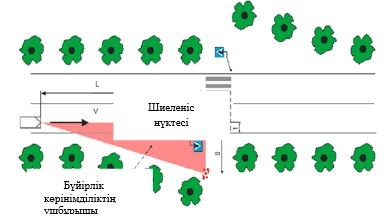 L
V
Шиеленіс
нүктесі
Бүйірлік
көрінімділіктің
үшбұрышы